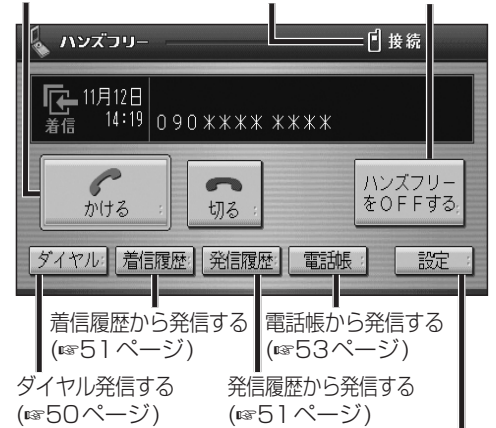 ハンズフリー 接続
11月12日
着信 14:19 090＊＊＊＊ ＊＊＊＊
かける 切る ハンズフリー
をOFFする
ダイヤル 着信履歴 発信履歴 電話帳 設定
着信履歴から発信する
(☞51ページ)
電話帳から発信する
(☞53ページ)
ダイヤル発信する
(☞50ページ)
発信履歴から発信する
(☞51ページ)